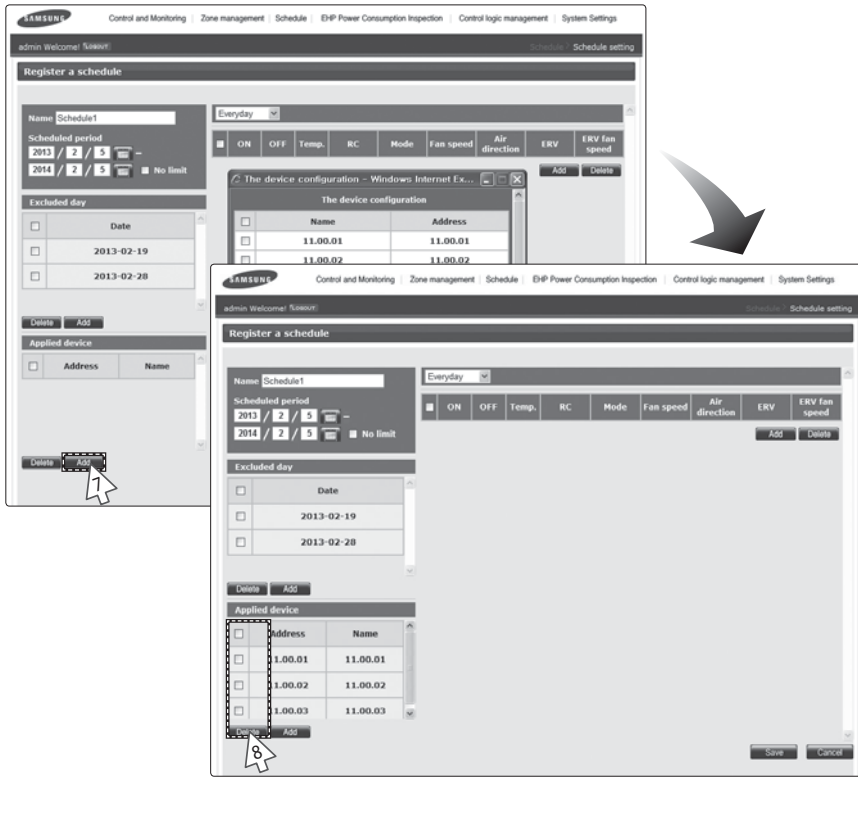 SAMSUNG Control and Monitoring Zone management Schedule EHP Power Consumption Inspection Control logic management System Settings
admin Welcome! LOGOUT Schedule > Schedule setting
Register a schedule
Name Schedule1
Scheduled period
2013 / 2 / 5 –
2014 / 2 / 5 No limit
Everyday
ON OFF Temp. RC Mode Fan speed Air direction ERV ERV fan speed
Add Delete
Excluded day
Date
2013-02-19
2013-02-28
Delete Add
Applied device
Address Name
Delete Add
7
The device configuration - Windows Internet Ex...
The device configuration
Name Address
11.00.01 11.00.01
11.00.02 11.00.02
SAMSUNG Control and Monitoring Zone management Schedule EHP Power Consumption Inspection Control logic management System Settings
admin Welcome! LOGOUT Schedule > Schedule setting
Register a schedule
Name Schedule1
Scheduled period
2013 / 2 / 5 –
2014 / 2 / 5 No limit
Everyday
ON OFF Temp. RC Mode Fan speed Air direction ERV ERV fan speed
Add Delete
Excluded day
Date
2013-02-19
2013-02-28
Delete Add
Applied device
Address Name
11.00.01 11.00.01
11.00.02 11.00.02
11.00.03 11.00.03
Delete Add
8
Save Cancel